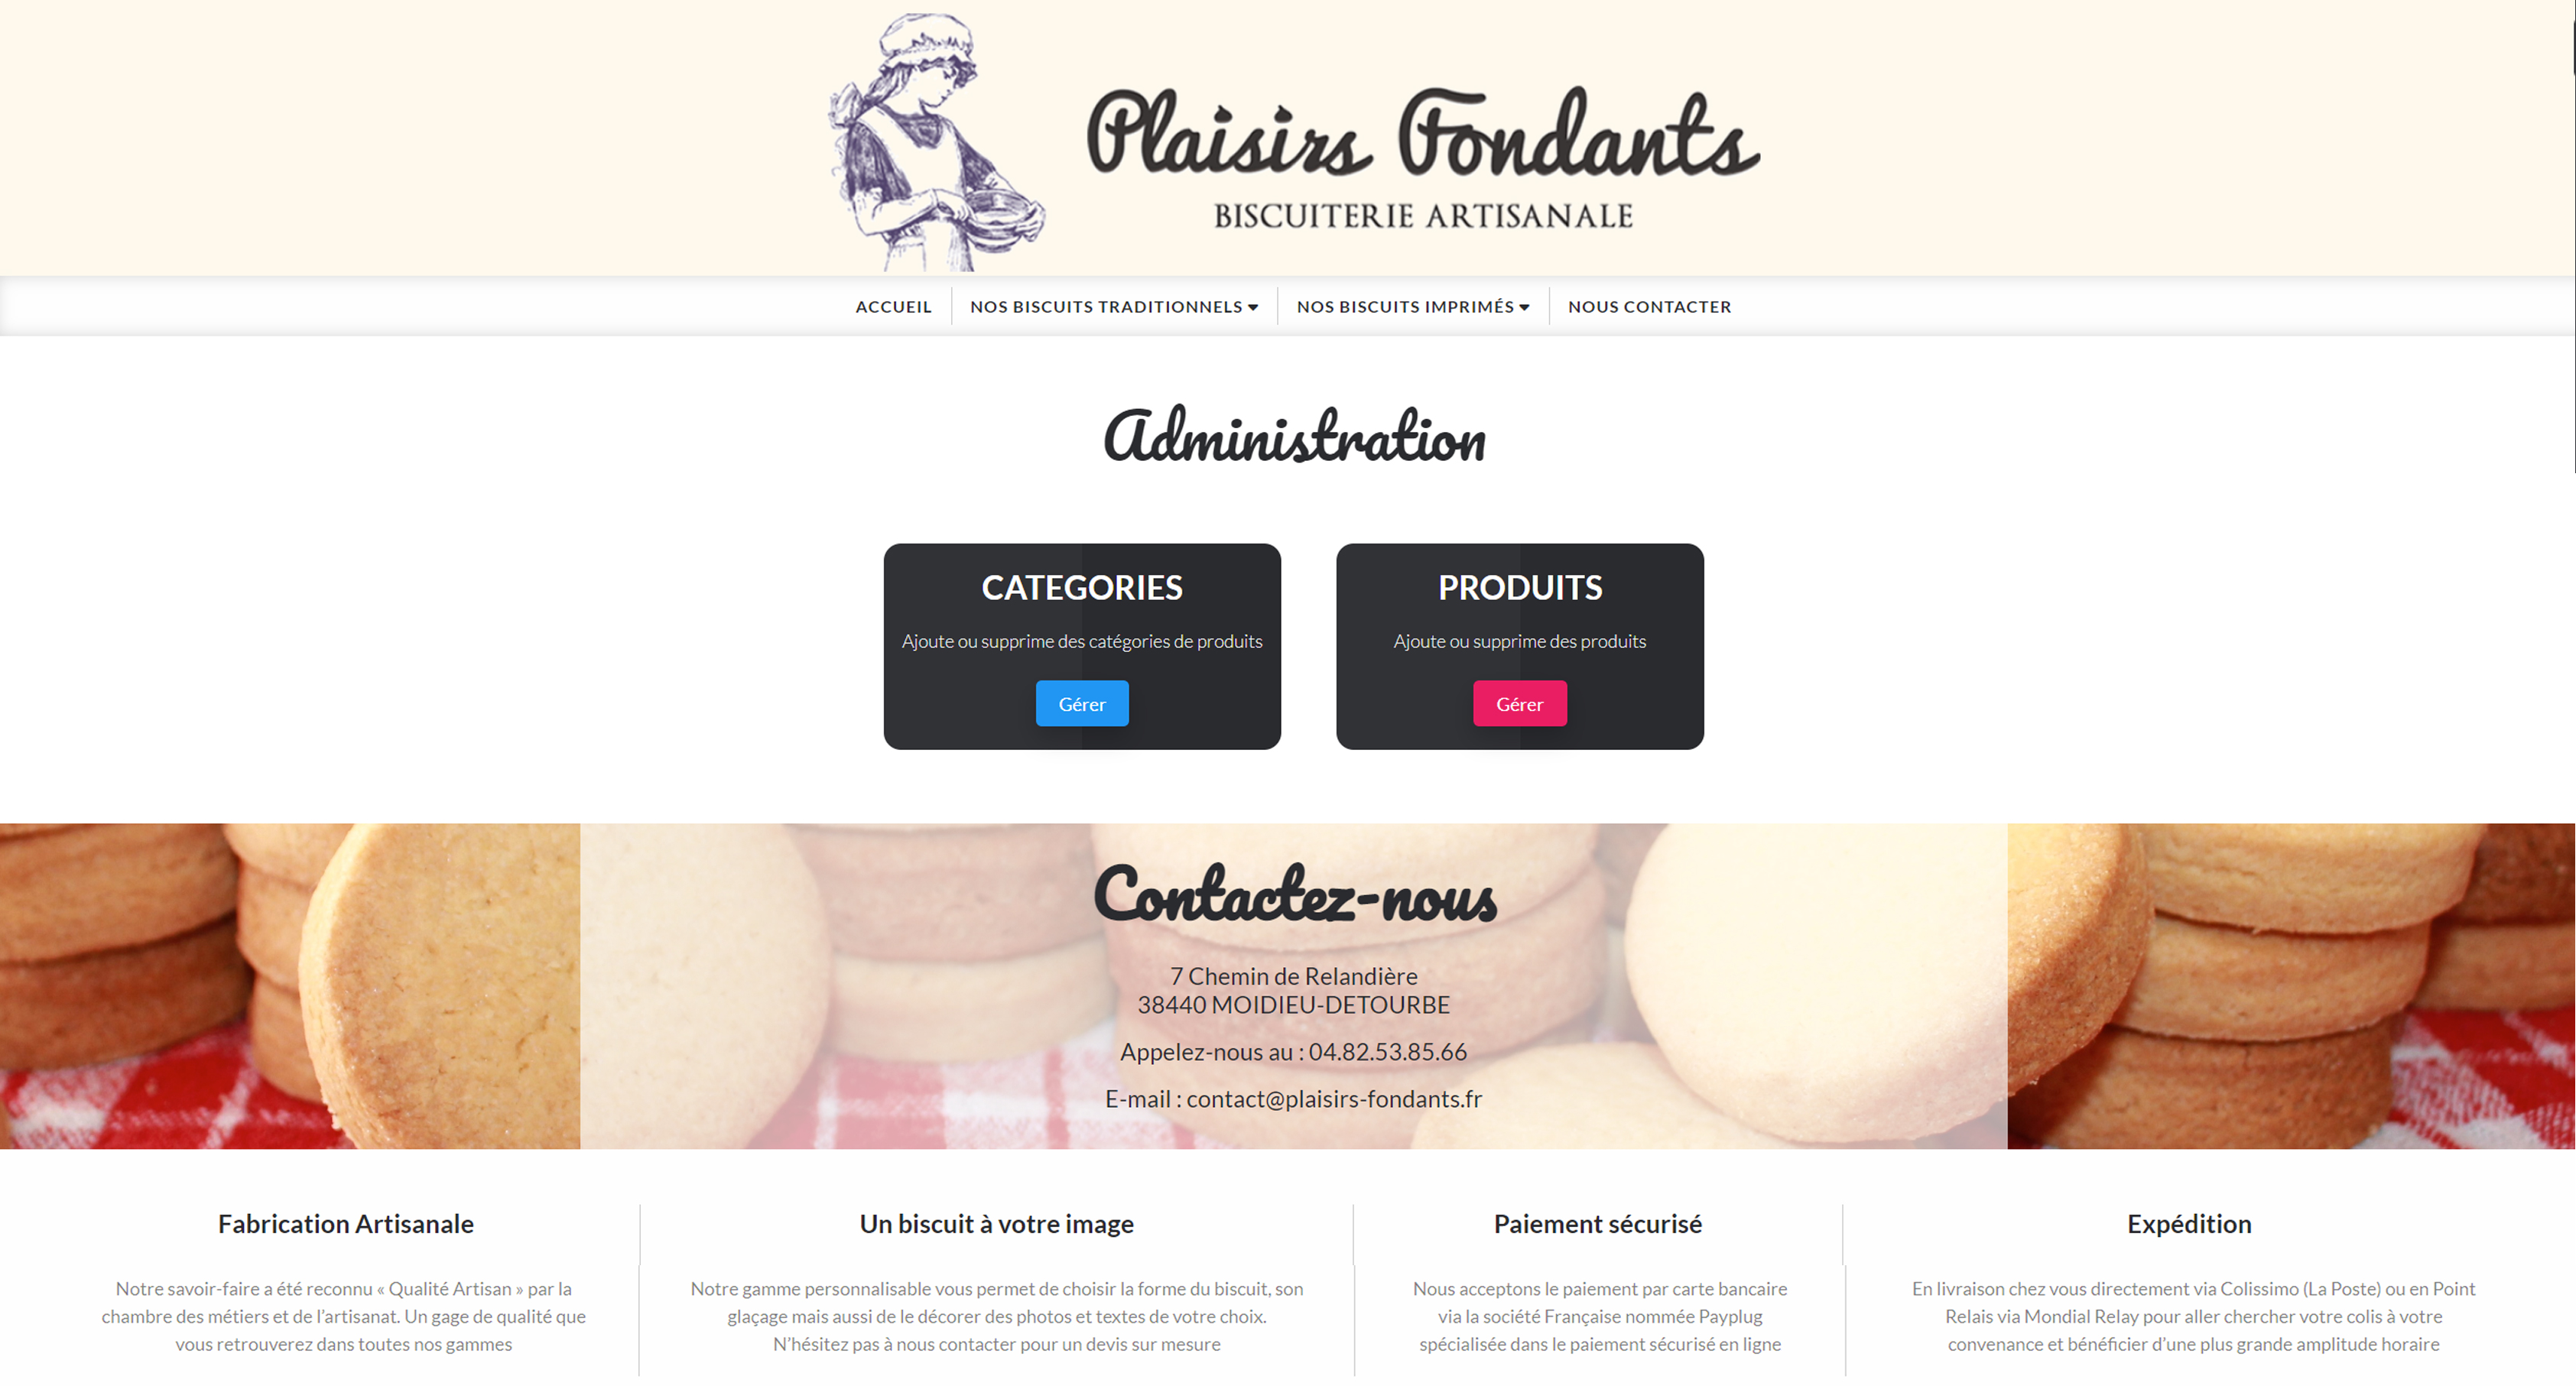 Plaisirs Fondants
BISCUITERIE ARTISANALE
ACCUEIL
NOS BISCUITS TRADITIONNELS
NOS BISCUITS IMPRIMÉS
NOUS CONTACTER
Administration
CATEGORIES
Ajoute ou supprime des catégories de produits
Gérer
PRODUITS
Ajoute ou supprime des produits
Gérer
Contactez-nous
7 Chemin de Relandière
38440 MOIDIEU-DETOURBE
Appelez-nous au : 04.82.53.85.66
E-mail : contact@plaisirs-fondants.fr
Fabrication Artisanale
Notre savoir-faire a été reconnu « Qualité Artisan » par la
chambre des métiers et de l’artisanat. Un gage de qualité que
vous retrouverez dans toutes nos gammes
Un biscuit à votre image
Notre gamme personnalisable vous permet de choisir la forme du biscuit, son
glaçage mais aussi de le décorer des photos et textes de votre choix.
N’hésitez pas à nous contacter pour un devis sur mesure
Paiement sécurisé
Nous acceptons le paiement par carte bancaire
via la société Française nommée Payplug
spécialisée dans le paiement sécurisé en ligne
Expédition
En livraison chez vous directement via Colissimo (La Poste) ou en Point
Relais via Mondial Relay pour aller chercher votre colis à votre
convenance et bénéficier d’une plus grande amplitude horaire